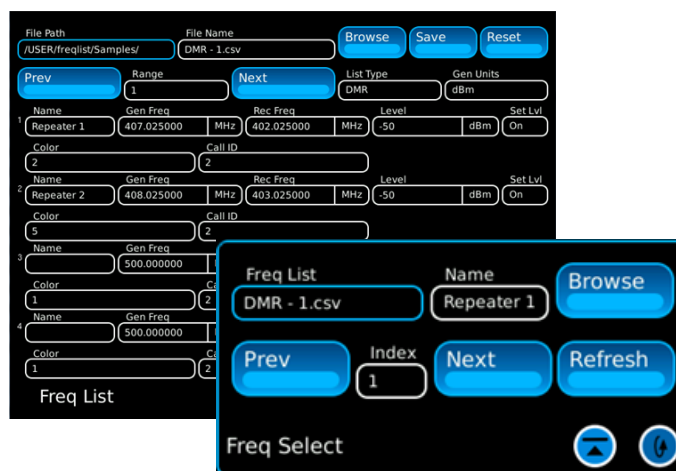 File Path File Name
/USER/freqlist/Samples/ DMR - 1.csv Browse Save Reset
Prev Range Next List Type Gen Units
1 DMR dBm
Name Gen Freq Rec Freq Level Set Lvl
1 Repeater 1 407.025000 MHz 402.025000 MHz -50 dBm On
Color Call ID
2 2
Name Gen Freq Rec Freq Level Set Lvl
2 Repeater 2 408.025000 MHz 403.025000 MHz -50 dBm On
Color Call ID
5 2
Name Gen Freq
3 500.000000
Color
1 2
Name Gen Freq
4 500.000000
Color
1 2
Freq List
Freq List Name Browse
DMR - 1.csv Repeater 1
Prev Index Next Refresh
1
Freq Select